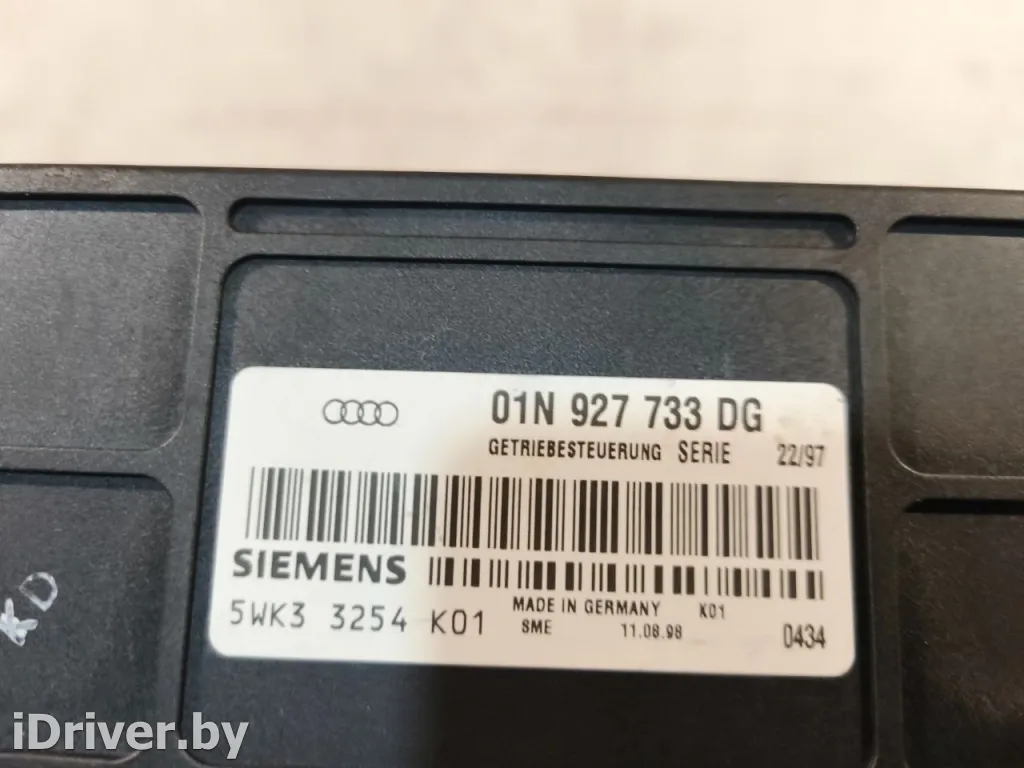 01N 927 733 DG
GETRIEBESTEUERUNG SERIE 22/97
SIEMENS
MADE IN GERMANY K01
5WK3 3254 K01 SME 11.08.98 0434
KD
iDriver.by